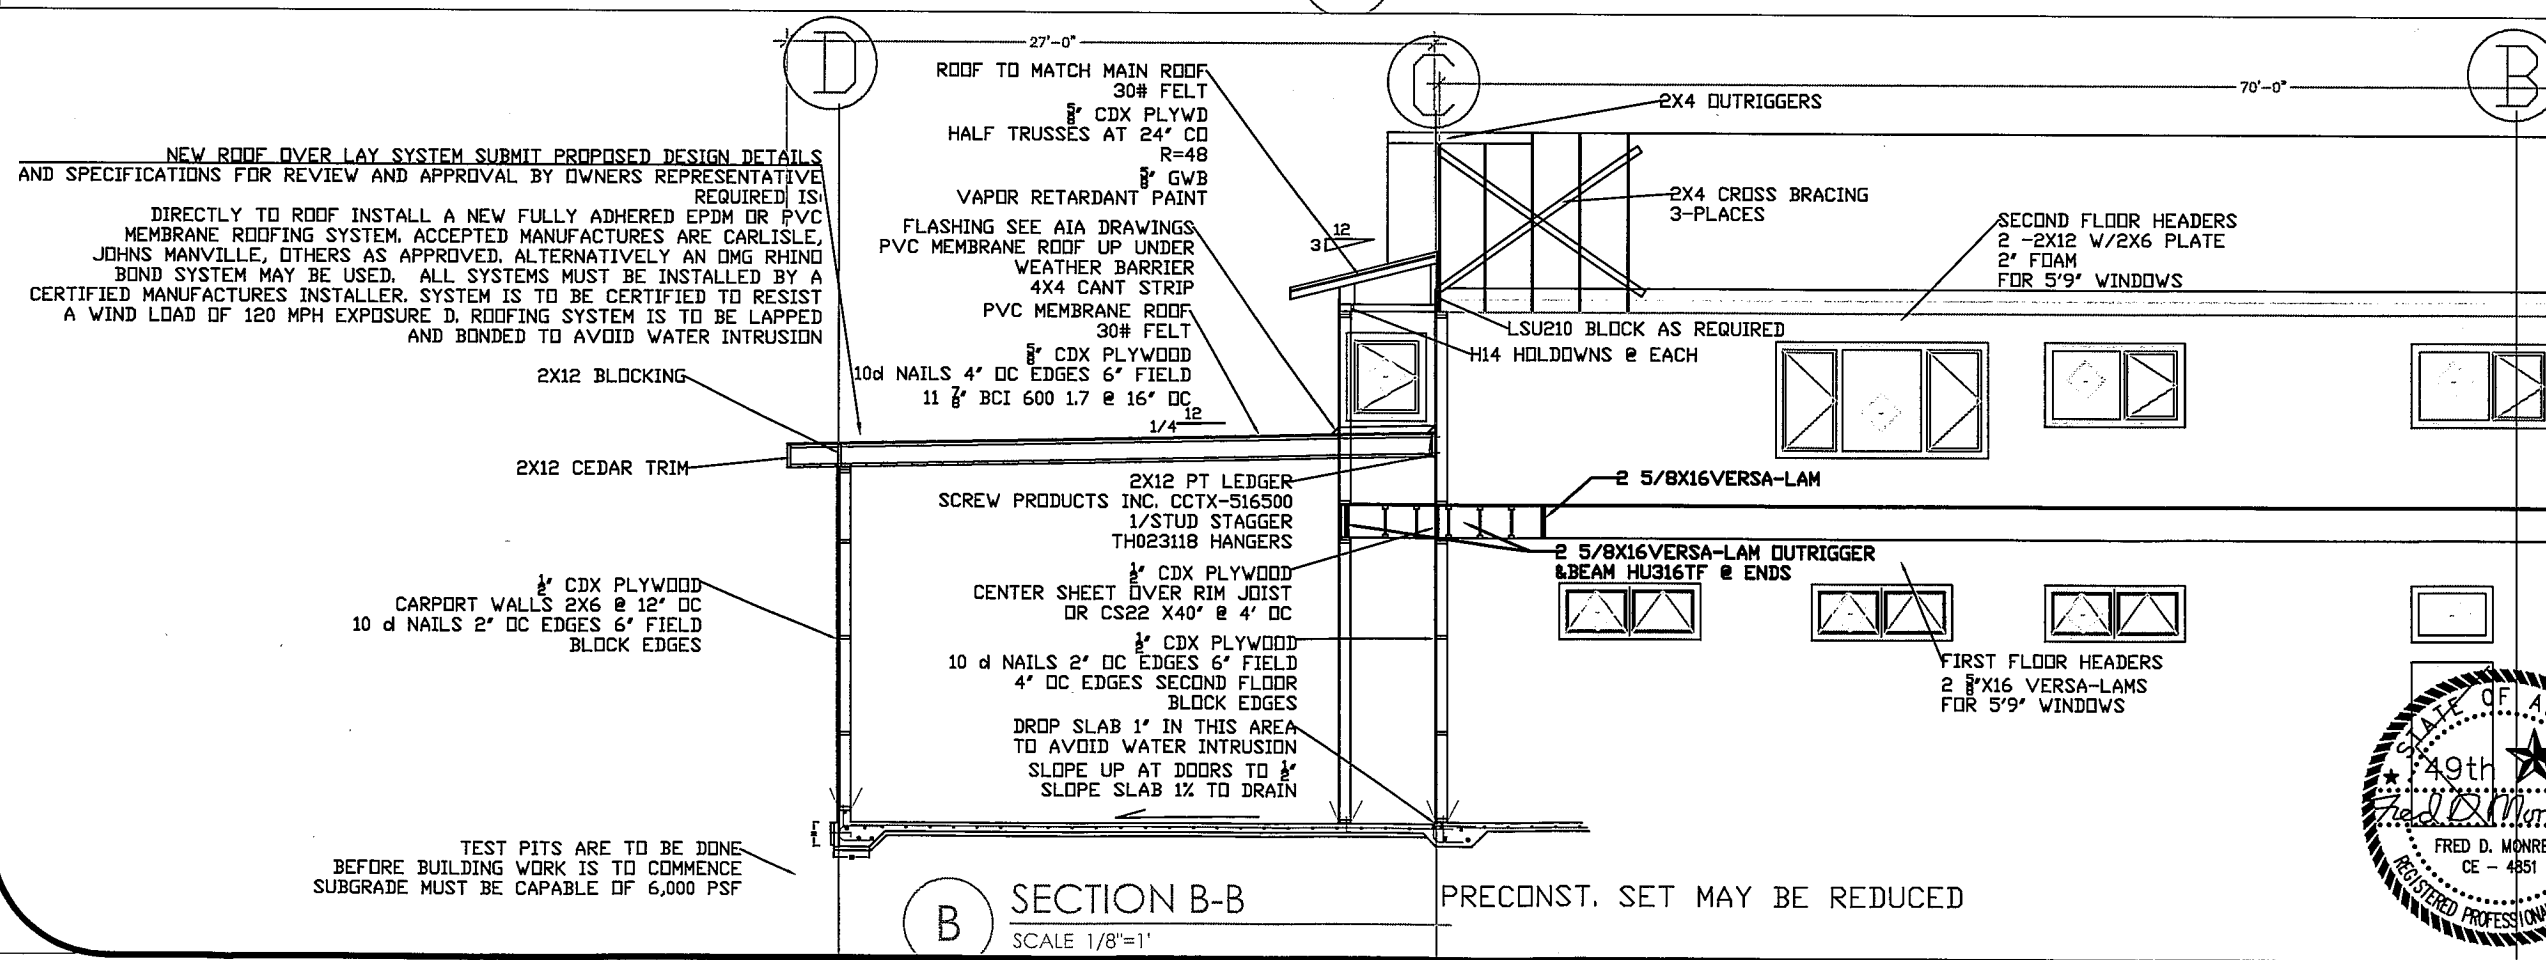 D
27'-0"
C
70'-0"
B
NEW ROOF OVER LAY SYSTEM SUBMIT PROPOSED DESIGN DETAILS
AND SPECIFICATIONS FOR REVIEW AND APPROVAL BY OWNERS REPRESENTATIVE
REQUIRED IS:
DIRECTLY TO ROOF INSTALL A NEW FULLY ADHERED EPDM OR PVC
MEMBRANE ROOFING SYSTEM. ACCEPTED MANUFACTURES ARE CARLISLE,
JOHNS MANVILLE, OTHERS AS APPROVED. ALTERNATIVELY AN OMG RHINO
BOND SYSTEM MAY BE USED. ALL SYSTEMS MUST BE INSTALLED BY A
CERTIFIED MANUFACTURES INSTALLER. SYSTEM IS TO BE CERTIFIED TO RESIST
A WIND LOAD OF 120 MPH EXPOSURE D. ROOFING SYSTEM IS TO BE LAPPED
AND BONDED TO AVOID WATER INTRUSION
2X12 BLOCKING
2X12 CEDAR TRIM
1/2" CDX PLYWOOD
CARPORT WALLS 2X6 @ 12" OC
10 d NAILS 2" OC EDGES 6" FIELD
BLOCK EDGES
TEST PITS ARE TO BE DONE
BEFORE BUILDING WORK IS TO COMMENCE
SUBGRADE MUST BE CAPABLE OF 6,000 PSF
ROOF TO MATCH MAIN ROOF
30# FELT
5/8" CDX PLYWD
HALF TRUSSES AT 24" CO
R=48
5/8" GWB
VAPOR RETARDANT PAINT
FLASHING SEE AIA DRAWINGS
PVC MEMBRANE ROOF UP UNDER
WEATHER BARRIER
4X4 CANT STRIP
PVC MEMBRANE ROOF
30# FELT
5/8" CDX PLYWOOD
10d NAILS 4" OC EDGES 6" FIELD
11 7/8" BCI 600 1.7 @ 16" OC
12
1/4
12
3
2X12 PT LEDGER
SCREW PRODUCTS INC. CCTX-516500
1/STUD STAGGER
TH023118 HANGERS
1/2" CDX PLYWOOD
CENTER SHEET OVER RIM JOIST
OR CS22 X40" @ 4' OC
1/2" CDX PLYWOOD
10 d NAILS 2" OC EDGES 6" FIELD
4" OC EDGES SECOND FLOOR
BLOCK EDGES
DROP SLAB 1" IN THIS AREA
TO AVOID WATER INTRUSION
SLOPE UP AT DOORS TO 1/2"
SLOPE SLAB 1% TO DRAIN
2X4 OUTRIGGERS
2X4 CROSS BRACING
3-PLACES
SECOND FLOOR HEADERS
2 -2X12 W/2X6 PLATE
2" FOAM
FOR 5'9" WINDOWS
LSU210 BLOCK AS REQUIRED
H14 HOLDOWNS @ EACH
2 5/8X16VERSA-LAM
2 5/8X16VERSA-LAM OUTRIGGER
&BEAM HU316TF @ ENDS
FIRST FLOOR HEADERS
2 5/8"X16 VERSA-LAMS
FOR 5'9" WINDOWS
B
SECTION B-B
SCALE 1/8"=1'
PRECONST. SET MAY BE REDUCED
STATE OF A
49th
FRED D. MONR
CE - 4851
REGISTERED PROFESSIONA